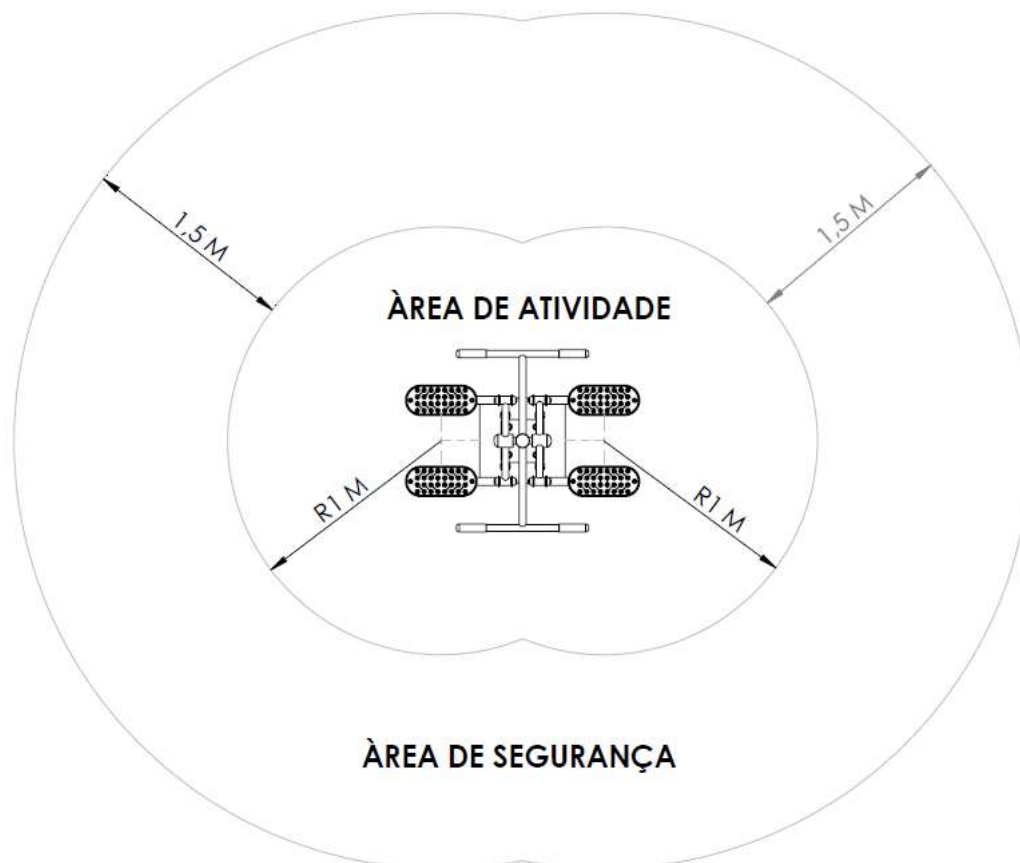 1,5 M
1,5 M
ÀREA DE ATIVIDADE
R1 M
R1 M
ÀREA DE SEGURANÇA